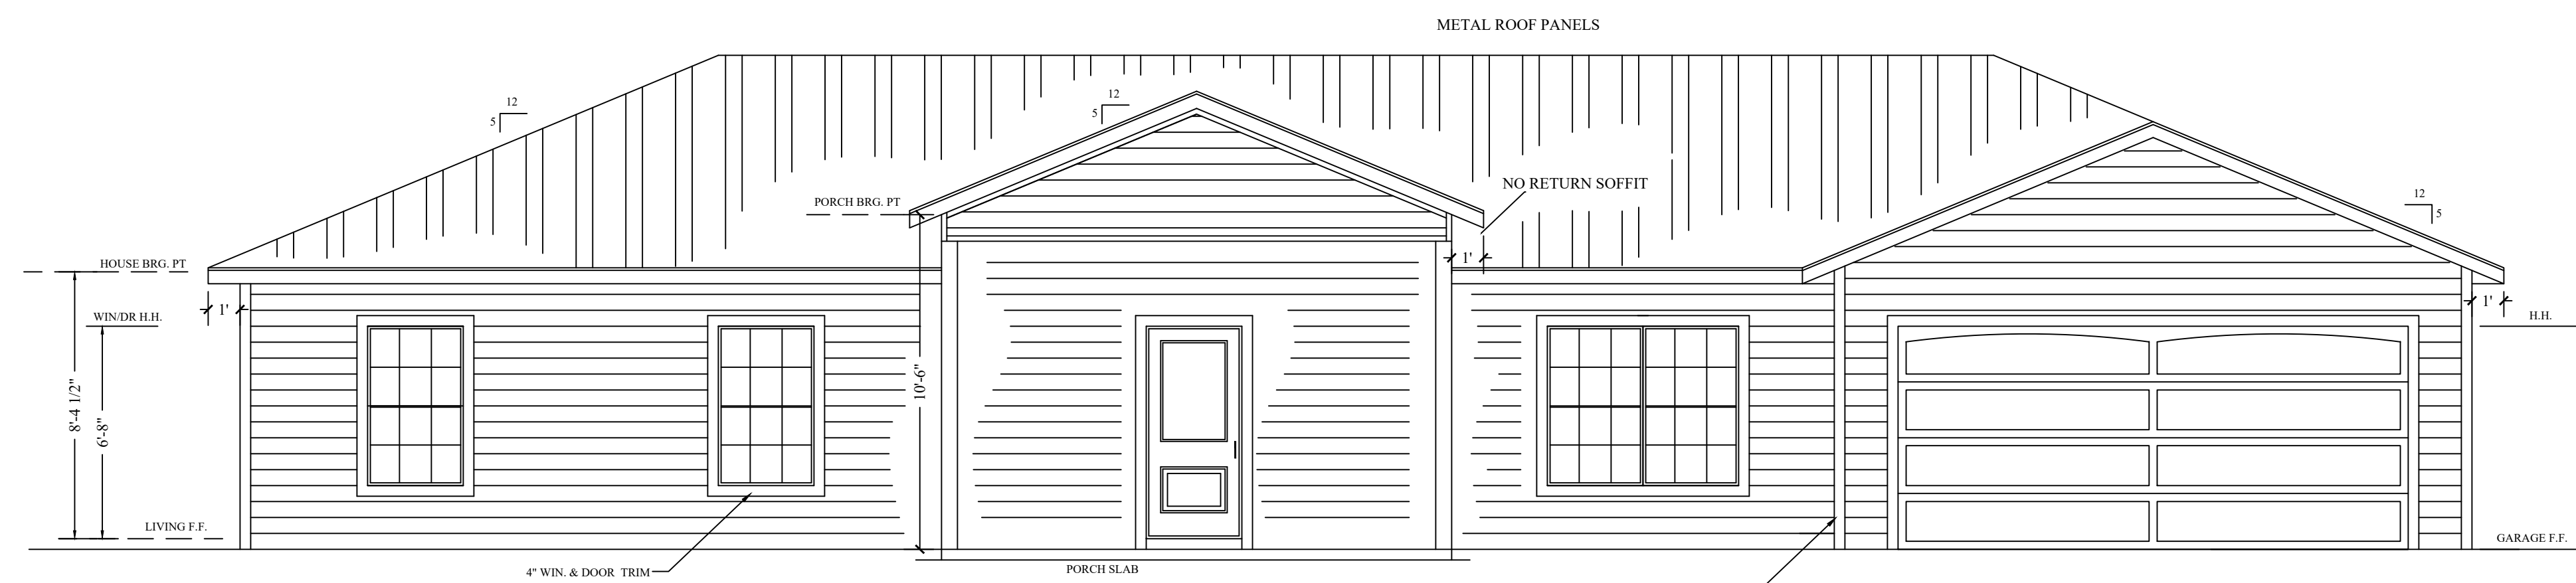 METAL ROOF PANELS
12
5
12
5
NO RETURN SOFFIT
PORCH BRG. PT
12
5
HOUSE BRG. PT
1'
1'
1'
WIN/DR H.H.
H.H.
8'-4 1/2"
6'-8"
10'-6"
LIVING F.F.
GARAGE F.F.
4" WIN. & DOOR TRIM
PORCH SLAB